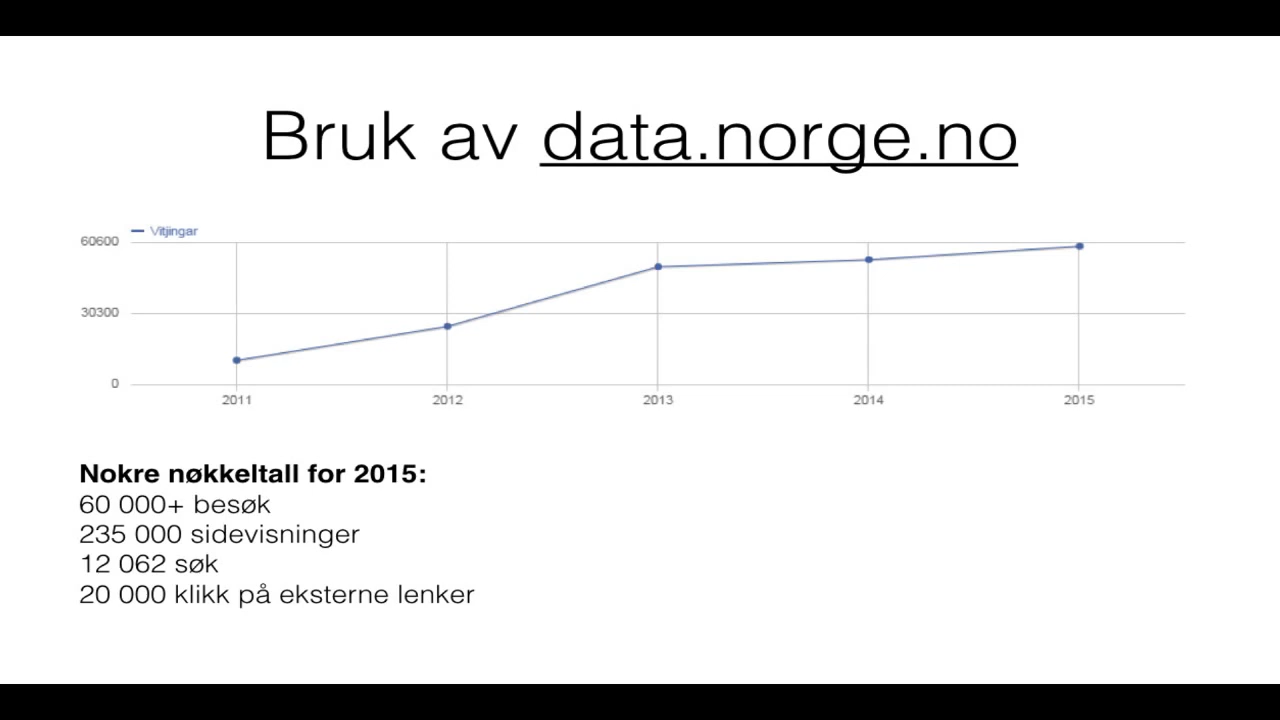 Bruk av data.norge.no
Vitjingar
60600
30300
0
2011 2012 2013 2014 2015
Nokre nøkkeltall for 2015:
60 000+ besøk
235 000 sidevisninger
12 062 søk
20 000 klikk på eksterne lenker